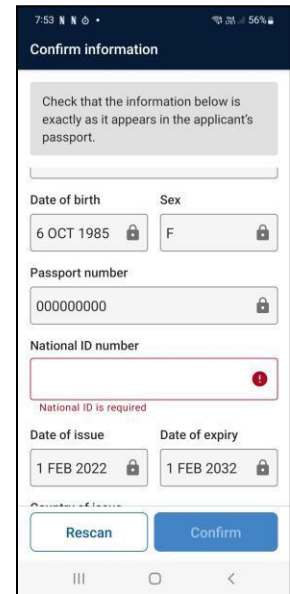 7:53 N N
56%
Confirm information
Check that the information below is
exactly as it appears in the applicant's
passport.
Date of birth Sex
6 OCT 1985 F
Passport number
000000000
National ID number
National ID is required
Date of issue Date of expiry
1 FEB 2022 1 FEB 2032
Rescan Confirm